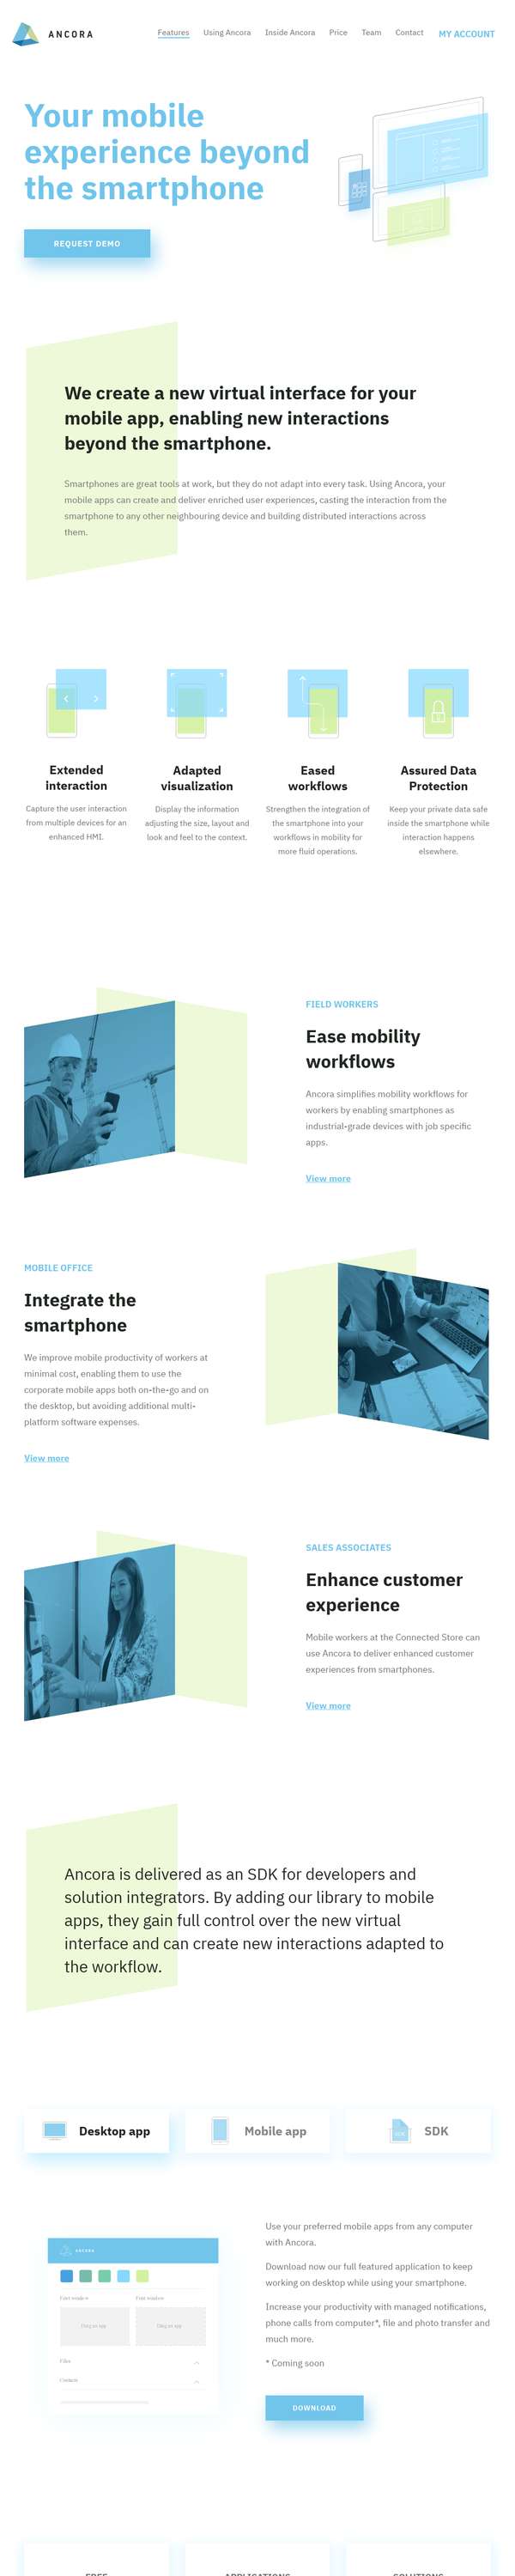 ANCORA
Features Using Ancora Inside Ancora Price Team Contact MY ACCOUNT
Your mobile
experience beyond
the smartphone
REQUEST DEMO
We create a new virtual interface for your
mobile app, enabling new interactions
beyond the smartphone.
Smartphones are great tools at work, but they do not adapt into every task. Using Ancora, your
mobile apps can create and deliver enriched user experiences, casting the interaction from the
smartphone to any other neighbouring device and building distributed interactions across
them.
Extended
interaction
Capture the user interaction
from multiple devices for an
enhanced HMI.
Adapted
visualization
Display the information
adjusting the size, layout and
look and feel to the context.
Eased
workflows
Strengthen the integration of
the smartphone into your
workflows in mobility for
more fluid operations.
Assured Data
Protection
Keep your private data safe
inside the smartphone while
interaction happens
elsewhere.
FIELD WORKERS
Ease mobility
workflows
Ancora simplifies mobility workflows for
workers by enabling smartphones as
industrial-grade devices with job specific
apps.
View more
MOBILE OFFICE
Integrate the
smartphone
We improve mobile productivity of workers at
minimal cost, enabling them to use the
corporate mobile apps both on-the-go and on
the desktop, but avoiding additional multi-
platform software expenses.
View more
SALES ASSOCIATES
Enhance customer
experience
Mobile workers at the Connected Store can
use Ancora to deliver enhanced customer
experiences from smartphones.
View more
Ancora is delivered as an SDK for developers and
solution integrators. By adding our library to mobile
apps, they gain full control over the new virtual
interface and can create new interactions adapted to
the workflow.
Desktop app
Mobile app
SDK
ANCORA
Files
Use your preferred mobile apps from any computer
with Ancora.
Download now our full featured application to keep
working on desktop while using your smartphone.
Increase your productivity with managed notifications,
phone calls from computer*, file and photo transfer and
much more.
* Coming soon
DOWNLOAD